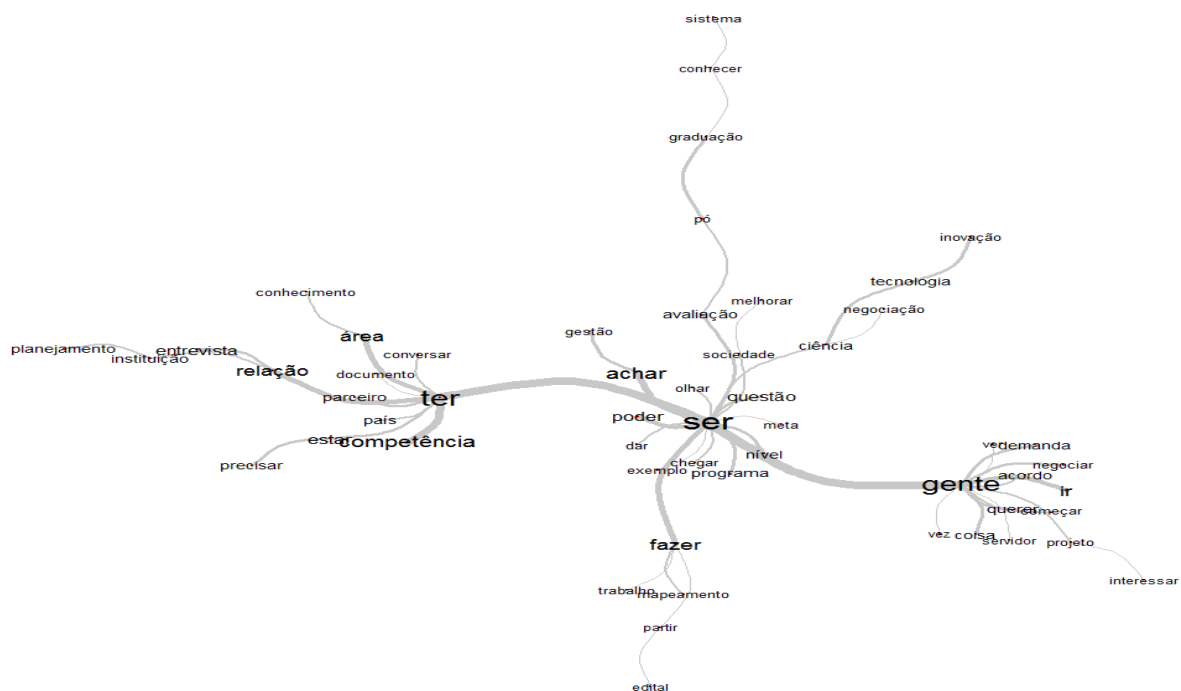 sistema
conhecer
graduação
pó
inovação
tecnologia
conhecimento
melhorar
negociação
avaliação
gestão
área
ciência
planejamento
instituição
entrevista
conversar
sociedade
relação
documento
achar
olhar
parceiro
ter
questão
país
poder
ser
meta
estar
competência
dar
nível
ver
demanda
precisar
exemplo
chegar
programa
negociar
acordo
gente
ir
querer
começar
vez
coisa
servidor
projeto
fazer
interessar
trabalho
mapeamento
partir
edital